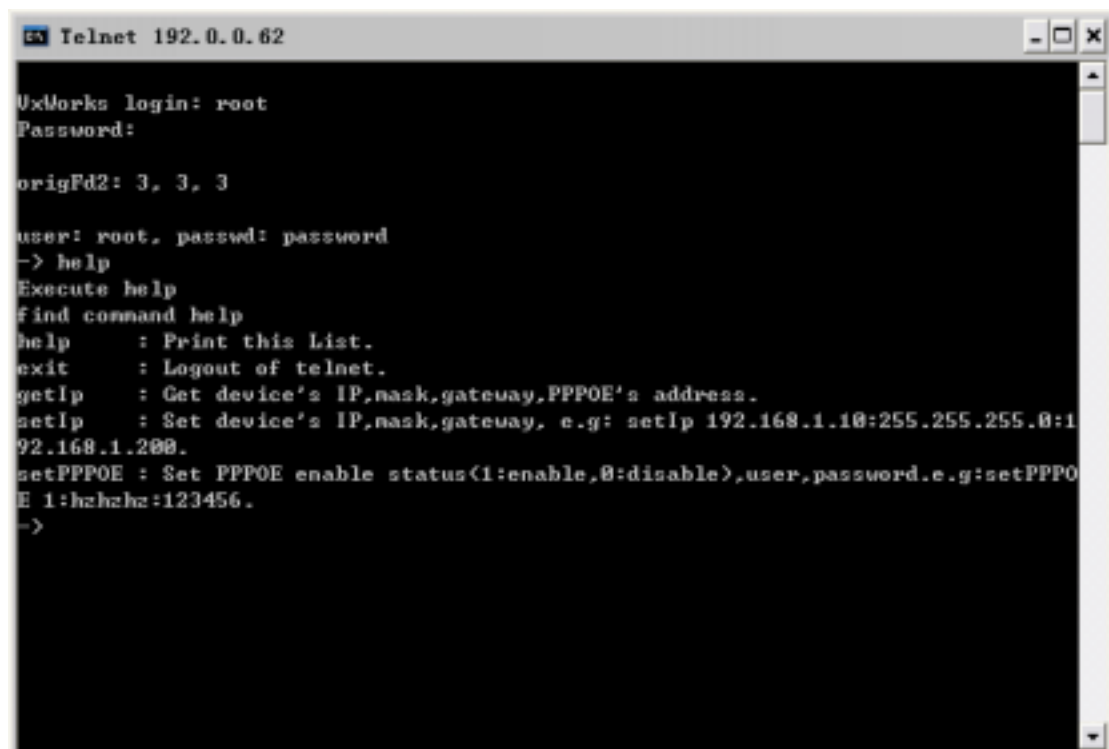 Telnet 192.0.0.62
VxWorks login: root
Password:
origFd2: 3, 3, 3
user: root, passwd: password
-> help
Execute help
find command help
help : Print this List.
exit : Logout of telnet.
getIp : Get device's IP,mask,gateway,PPPOE's address.
setIp : Set device's IP,mask,gateway, e.g: setIp 192.168.1.10:255.255.255.0:1
92.168.1.200.
setPPPOE : Set PPPOE enable status(1:enable,0:disable),user,password.e.g:setPPPO
E 1:hzhzhz:123456.
->